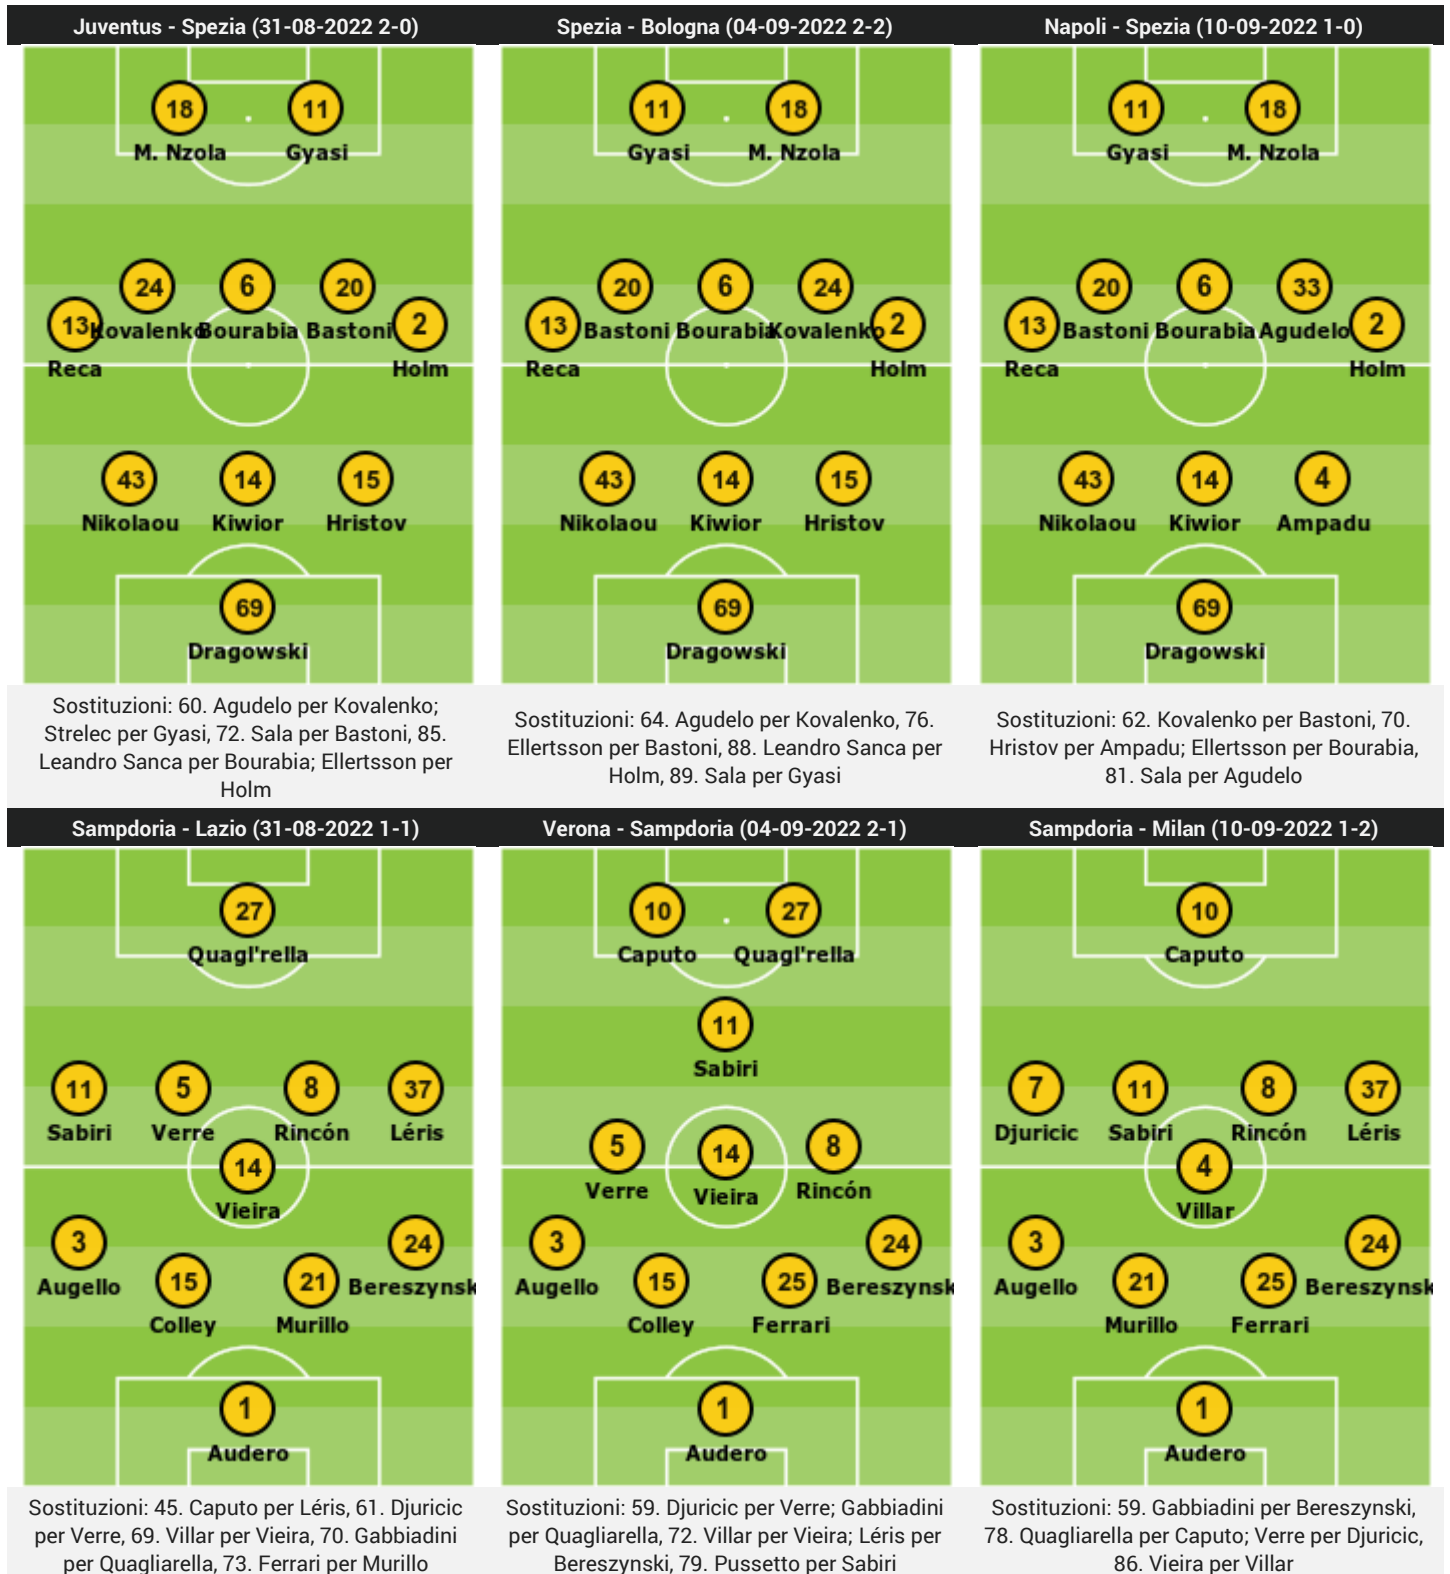 Juventus - Spezia (31-08-2022 2-0)
18 11
M. Nzola Gyasi
24 6 20
13 Kovalenko Bourabia Bastoni 2
Reca Holm
43 14 15
Nikolaou Kiwior Hristov
69
Dragowski
Sostituzioni: 60. Agudelo per Kovalenko;
Strelec per Gyasi, 72. Sala per Bastoni, 85.
Leandro Sanca per Bourabia; Ellertsson per
Holm
Spezia - Bologna (04-09-2022 2-2)
11 18
Gyasi M. Nzola
20 6 24
13 Bastoni Bourabia Kovalenko 2
Reca Holm
43 14 15
Nikolaou Kiwior Hristov
69
Dragowski
Sostituzioni: 64. Agudelo per Kovalenko, 76.
Ellertsson per Bastoni, 88. Leandro Sanca per
Holm, 89. Sala per Gyasi
Napoli - Spezia (10-09-2022 1-0)
11 18
Gyasi M. Nzola
20 6 33
13 Bastoni Bourabia Agudelo 2
Reca Holm
43 14 4
Nikolaou Kiwior Ampadu
69
Dragowski
Sostituzioni: 62. Kovalenko per Bastoni, 70.
Hristov per Ampadu; Ellertsson per Bourabia,
81. Sala per Agudelo
Sampdoria - Lazio (31-08-2022 1-1)
27
Quagl'rella
11 5 8 37
Sabiri Verre Rincón Léris
14
Vieira
3 24
Augello 15 21 Bereszynsk
Colley Murillo
1
Audero
Sostituzioni: 45. Caputo per Léris, 61. Djuricic
per Verre, 69. Villar per Vieira, 70. Gabbiadini
per Quagliarella, 73. Ferrari per Murillo
Verona - Sampdoria (04-09-2022 2-1)
10 27
Caputo Quagl'rella
11
Sabiri
5 14 8
Verre Vieira Rincón
3 24
Augello 15 25 Bereszynsk
Colley Ferrari
1
Audero
Sostituzioni: 59. Djuricic per Verre; Gabbiadini
per Quagliarella, 72. Villar per Vieira; Léris per
Bereszynski, 79. Pussetto per Sabiri
Sampdoria - Milan (10-09-2022 1-2)
10
Caputo
7 11 8 37
Djuricic Sabiri Rincón Léris
4
Villar
3 24
Augello 21 25 Bereszynsk
Murillo Ferrari
1
Audero
Sostituzioni: 59. Gabbiadini per Bereszynski,
78. Quagliarella per Caputo; Verre per Djuricic,
86. Vieira per Villar